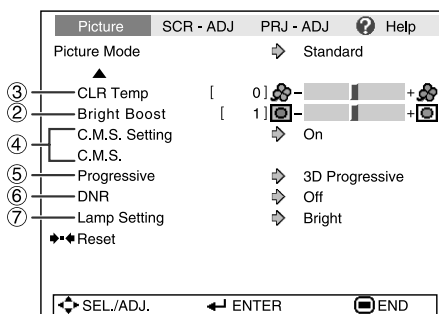 Picture SCR - ADJ PRJ - ADJ ? Help
Picture Mode Standard
③ CLR Temp [ 0] - +
② Bright Boost [ 1] - +
④ C.M.S. Setting On
C.M.S.
⑤ Progressive 3D Progressive
⑥ DNR Off
⑦ Lamp Setting Bright
Reset
SEL./ADJ. ENTER END